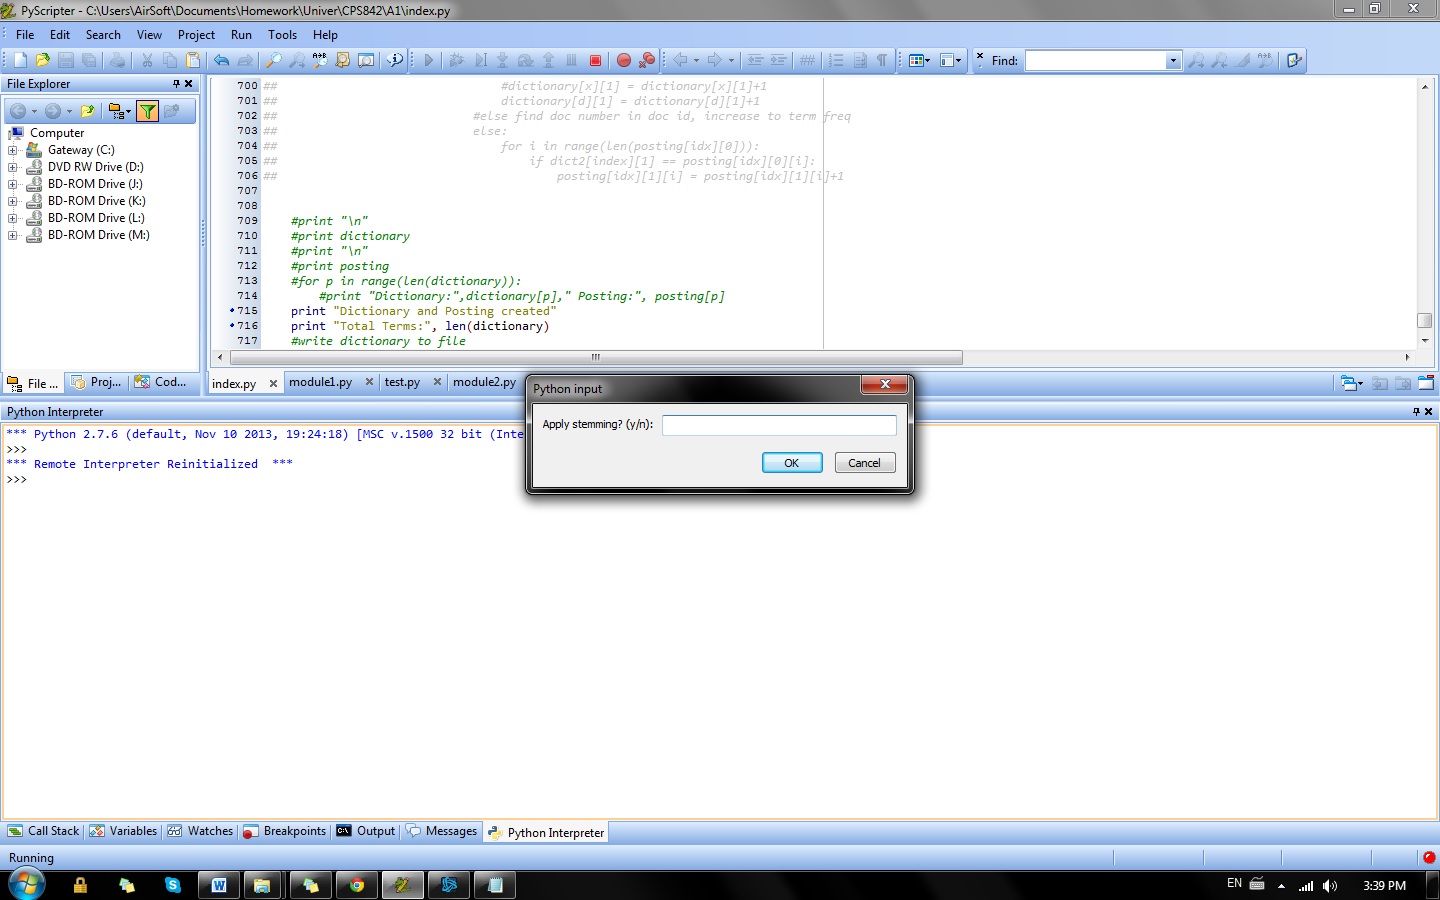 PyScripter - C:\Users\AirSoft\Documents\Homework\Univer\CPS842\A1\index.py
File Edit Search View Project Run Tools Help
Find:
File Explorer
Computer
Gateway (C:)
DVD RW Drive (D:)
BD-ROM Drive (J:)
BD-ROM Drive (K:)
BD-ROM Drive (L:)
BD-ROM Drive (M:)
File ... Proj... Cod...
700 ## #dictionary[x][1] = dictionary[x][1]+1
701 ## dictionary[d][1] = dictionary[d][1]+1
702 ## #else find doc number in doc id, increase to term freq
703 ## else:
704 ## for i in range(len(posting[idx][0])):
705 ## if dict2[index][1] == posting[idx][0][i]:
706 ## posting[idx][1][i] = posting[idx][1][i]+1
707
708
709 #print "\n"
710 #print dictionary
711 #print "\n"
712 #print posting
713 #for p in range(len(dictionary)):
714 #print "Dictionary:",dictionary[p]," Posting:", posting[p]
715 print "Dictionary and Posting created"
716 print "Total Terms:", len(dictionary)
717 #write dictionary to file
index.py module1.py test.py module2.py
Python Interpreter
*** Python 2.7.6 (default, Nov 10 2013, 19:24:18) [MSC v.1500 32 bit (Inte
>>>
*** Remote Interpreter Reinitialized ***
>>>
Python input
Apply stemming? (y/n):
OK Cancel
Call Stack Variables Watches Breakpoints Output Messages Python Interpreter
Running
EN 3:39 PM